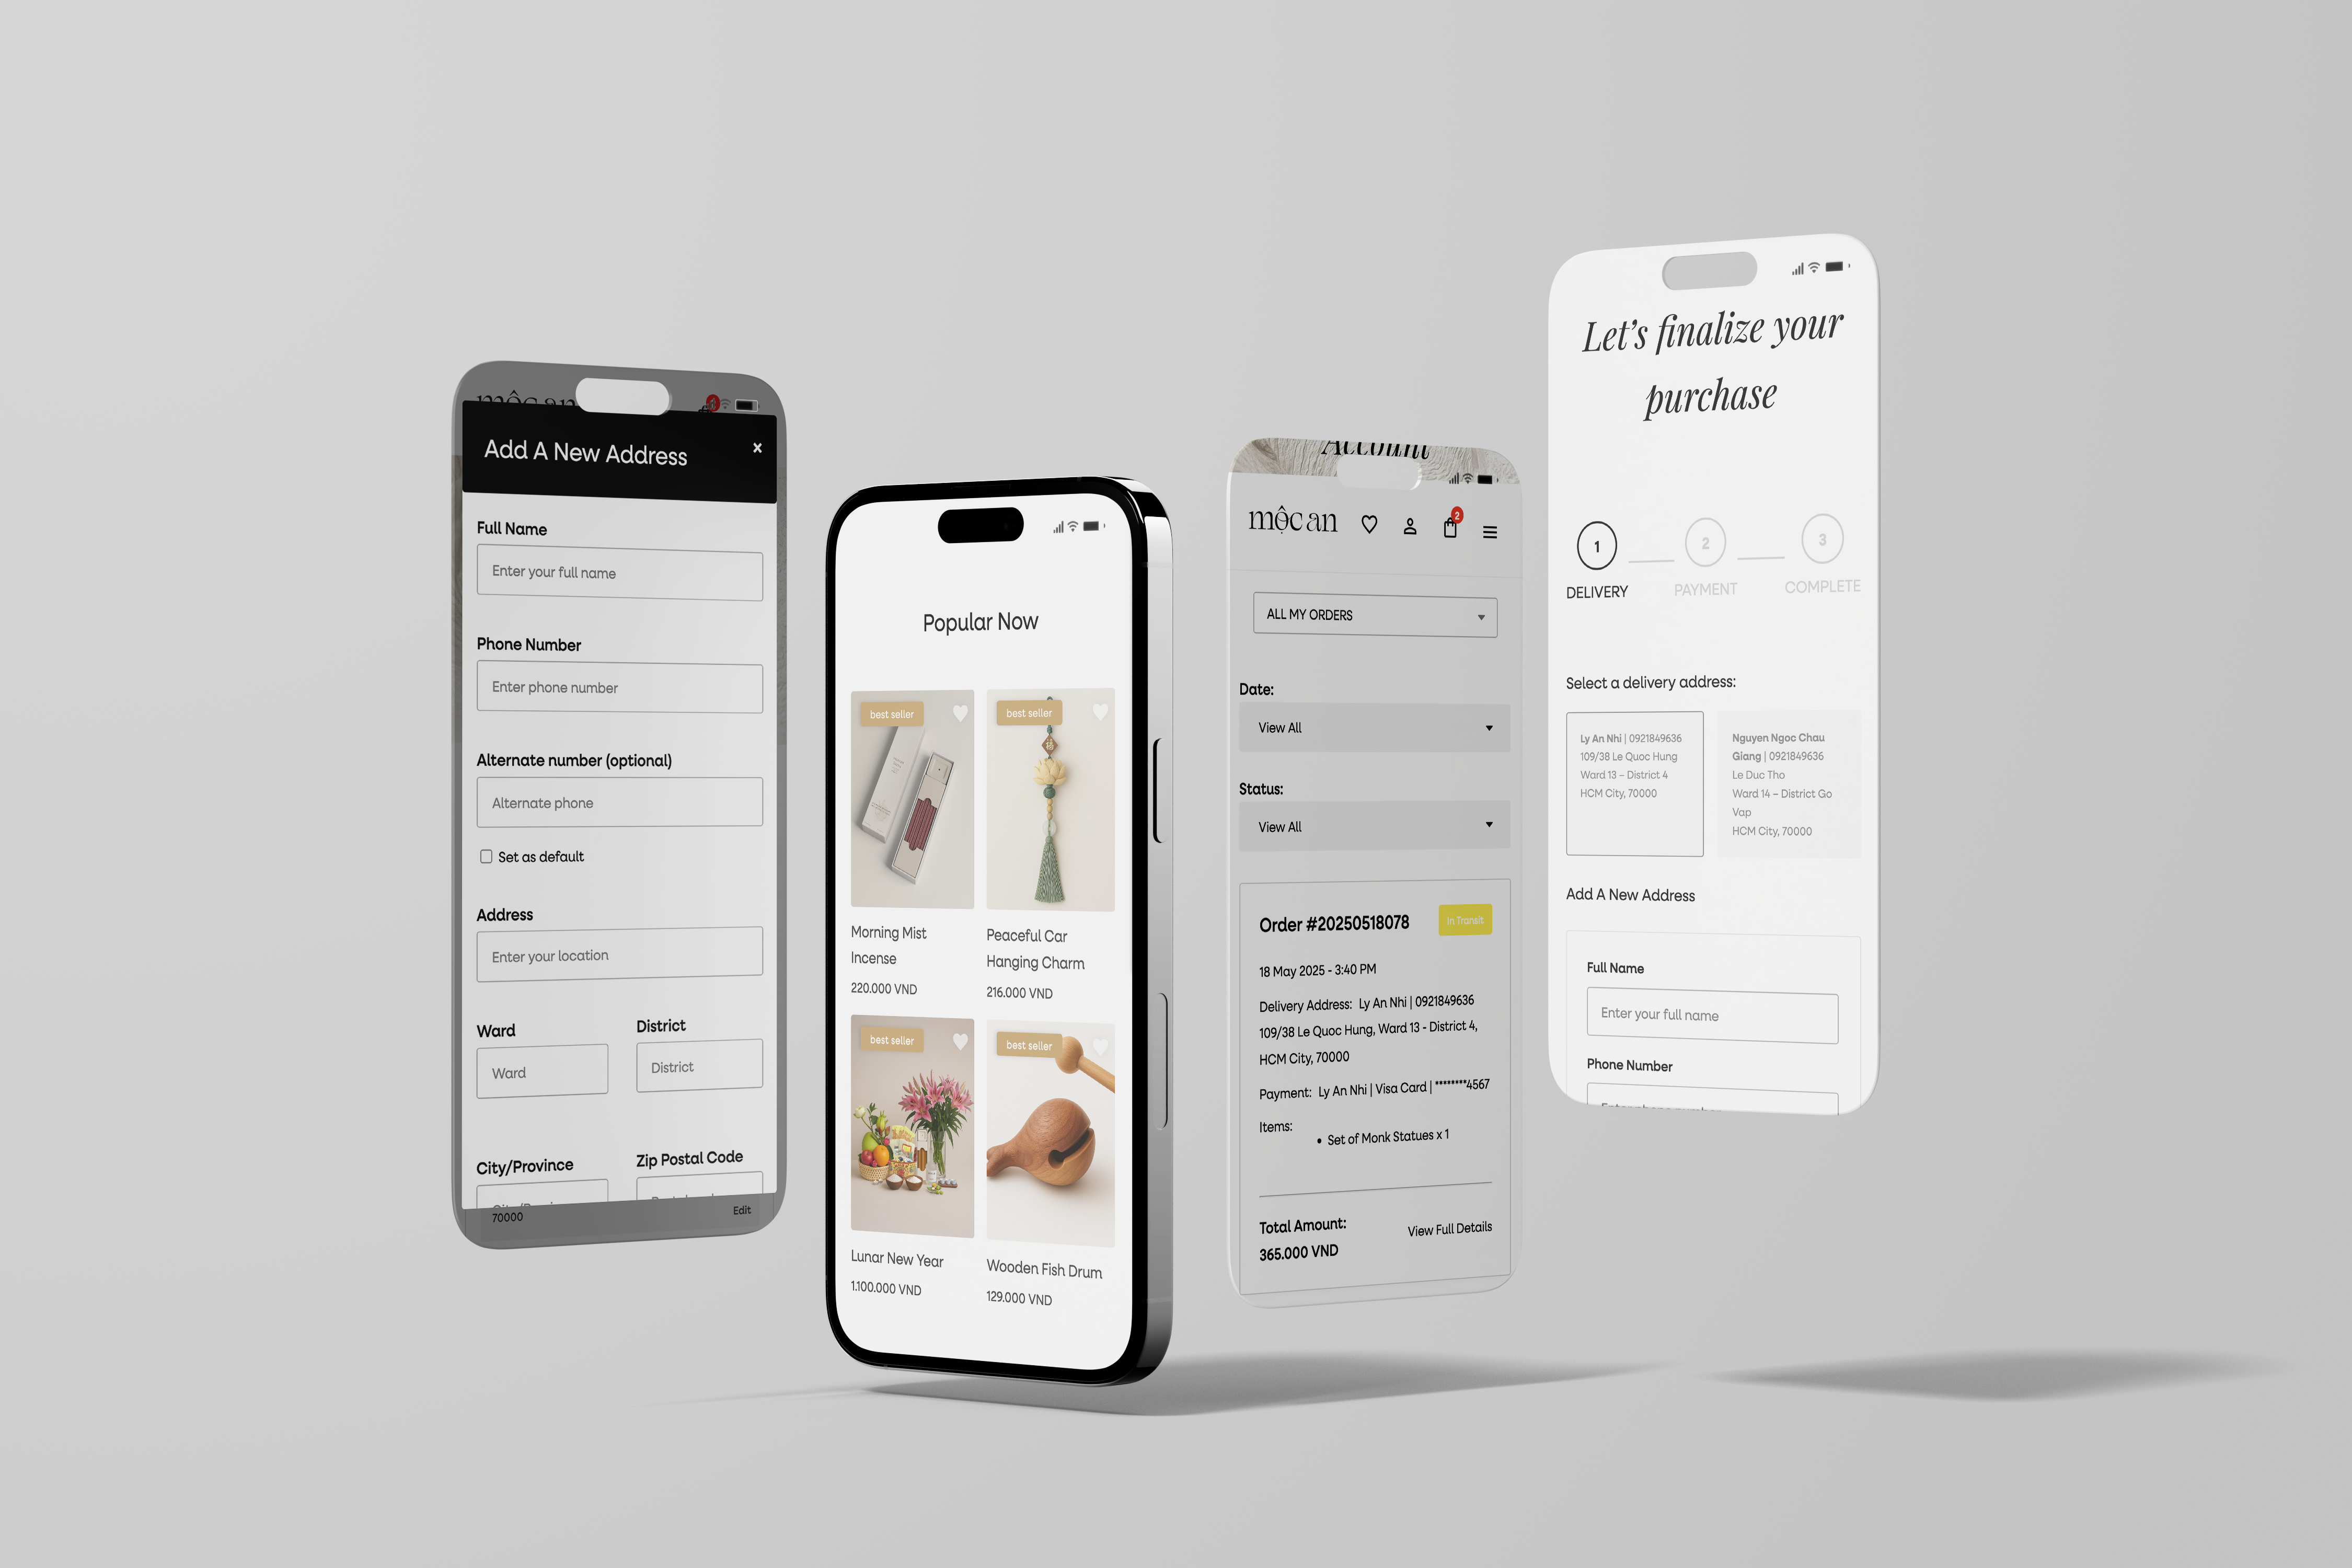 mộc an
Add A New Address
×
Full Name
Enter your full name
Phone Number
Enter phone number
Alternate number (optional)
Alternate phone
Set as default
Address
Enter your location
Ward
District
Ward
District
City/Province
Zip Postal Code
70000
Edit
Popular Now
best seller
Morning Mist
Incense
220.000 VND
best seller
Peaceful Car
Hanging Charm
216.000 VND
best seller
Lunar New Year
1.100.000 VND
best seller
Wooden Fish Drum
129.000 VND
Account
mộc an
2
ALL MY ORDERS
Date:
View All
Status:
View All
Order #20250518078
In Transit
18 May 2025 - 3:40 PM
Delivery Address: Ly An Nhi | 0921849636
109/38 Le Quoc Hung, Ward 13 - District 4,
HCM City, 70000
Payment: Ly An Nhi | Visa Card | ********4567
Items:
• Set of Monk Statues x 1
Total Amount:
365.000 VND
View Full Details
Let's finalize your
purchase
1
2
3
DELIVERY
PAYMENT
COMPLETE
Select a delivery address:
Ly An Nhi | 0921849636
109/38 Le Quoc Hung
Ward 13 – District 4
HCM City, 70000
Nguyen Ngoc Chau
Giang | 0921849636
Le Duc Tho
Ward 14 – District Go
Vap
HCM City, 70000
Add A New Address
Full Name
Enter your full name
Phone Number
Enter phone number